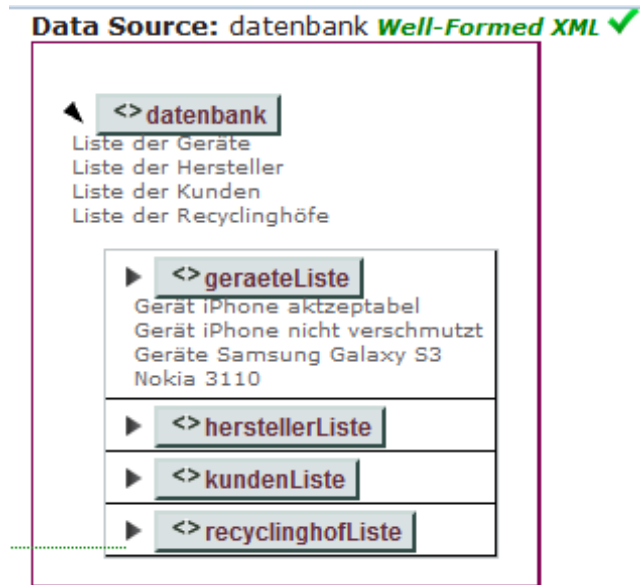 Data Source: datenbank Well-Formed XML
<> datenbank
Liste der Geräte
Liste der Hersteller
Liste der Kunden
Liste der Recyclinghöfe
<> geraeteListe
Gerät iPhone aktzeptabel
Gerät iPhone nicht verschmutzt
Geräte Samsung Galaxy S3
Nokia 3110
<> herstellerListe
<> kundenListe
<> recyclinghofListe